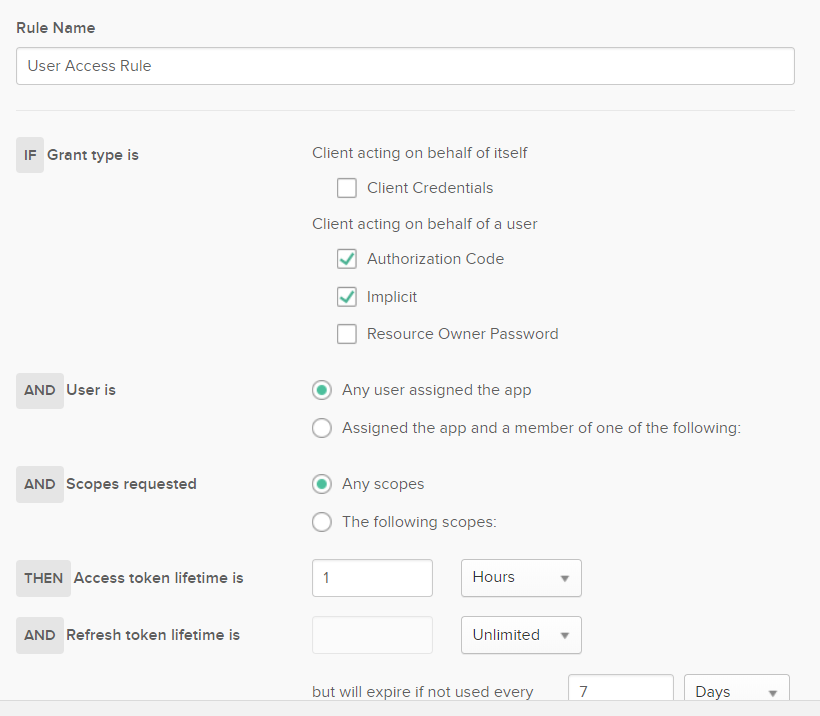 Rule Name
User Access Rule
IF Grant type is
Client acting on behalf of itself
Client Credentials
Client acting on behalf of a user
Authorization Code
Implicit
Resource Owner Password
AND User is
Any user assigned the app
Assigned the app and a member of one of the following:
AND Scopes requested
Any scopes
The following scopes:
THEN Access token lifetime is 1 Hours
AND Refresh token lifetime is Unlimited
but will expire if not used every 7 Days